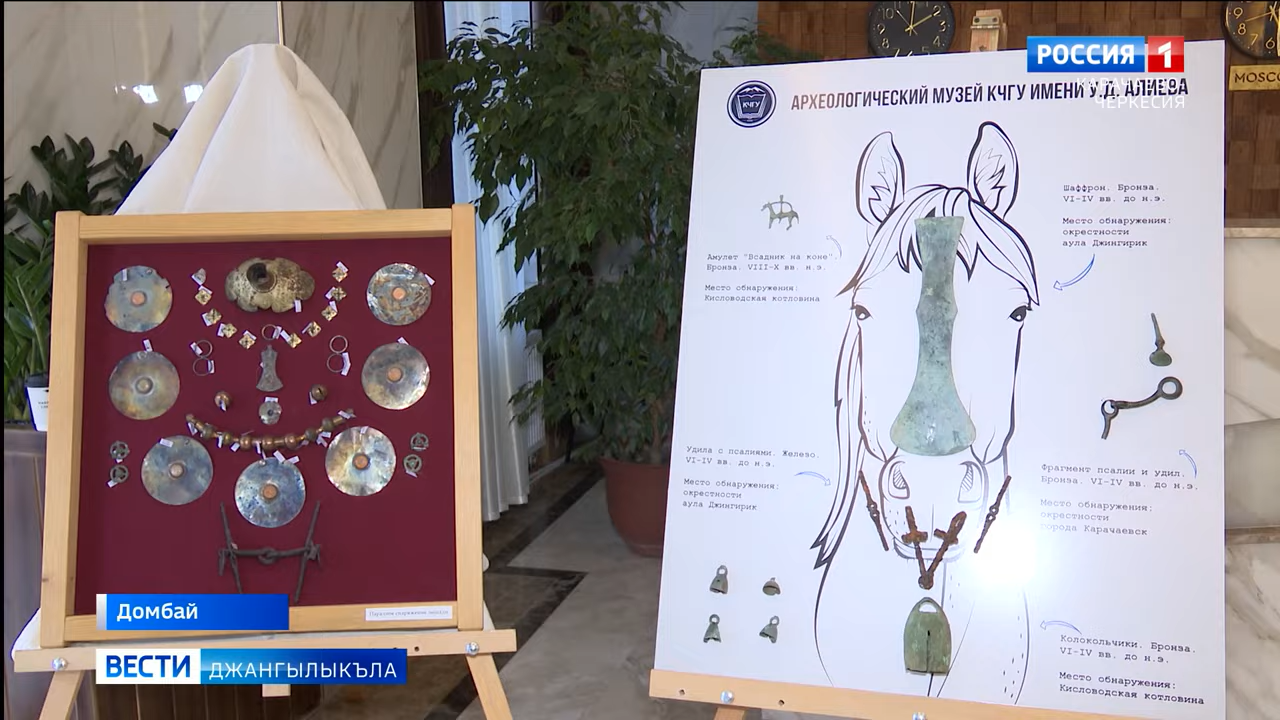 РОССИЯ 1
КАРАЧАЕВО-
ЧЕРКЕСИЯ
MOSCO
КЧГУ
АРХЕОЛОГИЧЕСКИЙ МУЗЕЙ КЧГУ ИМЕНИ У.Д. АЛИЕВА
Шаффрон. Бронза.
VI-IV вв. до н.э.
Место обнаружения:
окрестности
аула Джингирик
Амулет "Всадник на коне".
Бронза. VIII-X вв. н.э.
Место обнаружения:
Кисловодская котловина
Удила с псалиями. Железо.
VI-IV вв. до н.э.
Место обнаружения:
окрестности
аула Джингирик
Фрагмент псалии и удил.
Бронза. VI-IV вв. до н.э.
Место обнаружения:
окрестности
города Карачаевск
Колокольчики. Бронза.
VI-IV вв. до н.э.
Место обнаружения:
Кисловодская котловина
Домбай
ВЕСТИ ДЖАНГЫЛЫКЪЛА